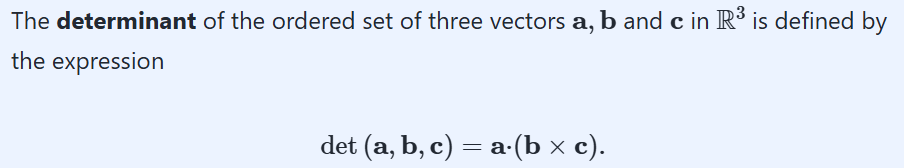 The determinant of the ordered set of three vectors a, b and c in ℝ³ is defined by
the expression
det (a, b, c) = a·(b × c).